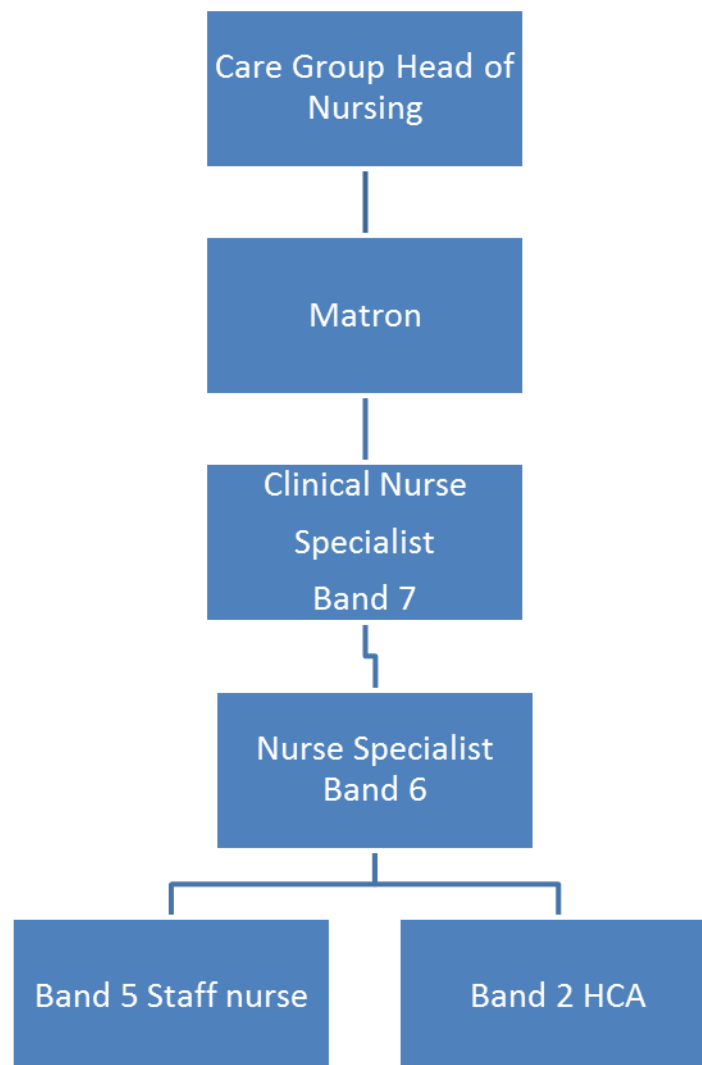 Care Group Head of
Nursing
Matron
Clinical Nurse
Specialist
Band 7
Nurse Specialist
Band 6
Band 5 Staff nurse
Band 2 HCA